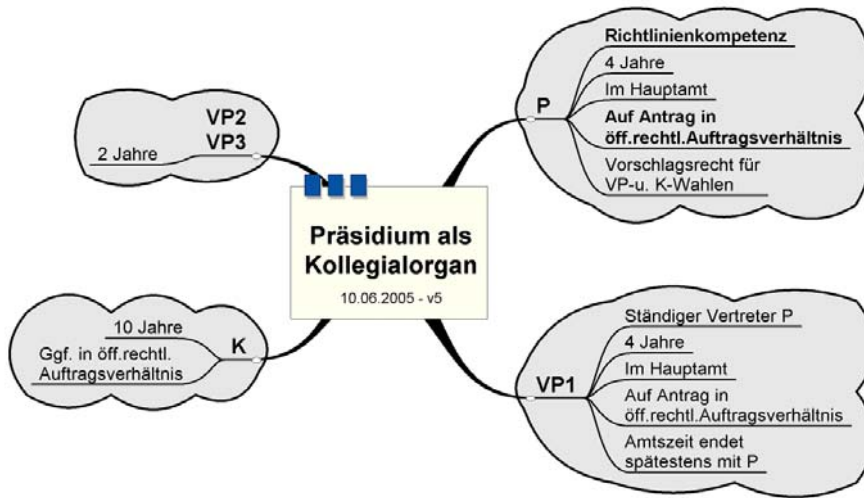 Präsidium als
Kollegialorgan
10.06.2005 - v5
P
Richtlinienkompetenz
4 Jahre
Im Hauptamt
Auf Antrag in
öff.rechtl.Auftragsverhältnis
Vorschlagsrecht für
VP-u. K-Wahlen
VP1
Ständiger Vertreter P
4 Jahre
Im Hauptamt
Auf Antrag in
öff.rechtl.Auftragsverhältnis
Amtszeit endet
spätestens mit P
VP2
VP3
2 Jahre
K
10 Jahre
Ggf. in öff.rechtl.
Auftragsverhältnis